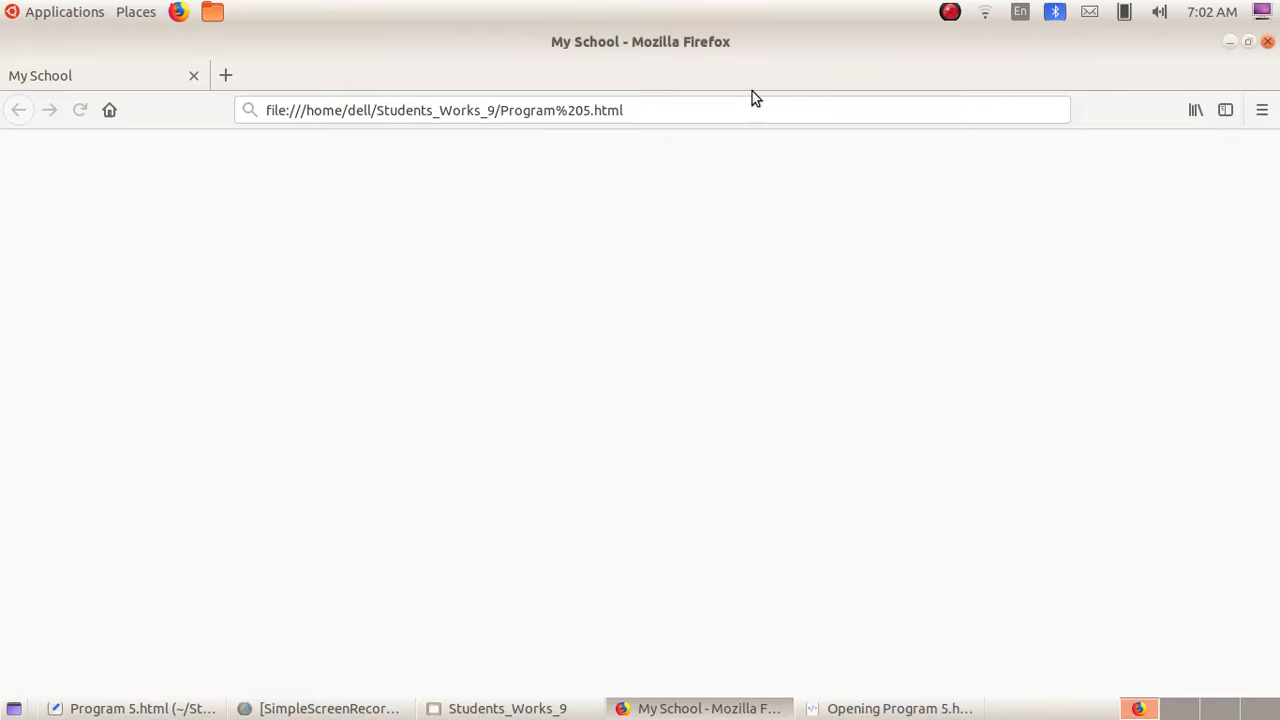 Applications Places En 7:02 AM
My School - Mozilla Firefox
My School
file:///home/dell/Students_Works_9/Program%205.html
Program 5.html (~/St... [SimpleScreenRecor... Students_Works_9 My School - Mozilla F... Opening Program 5.h...